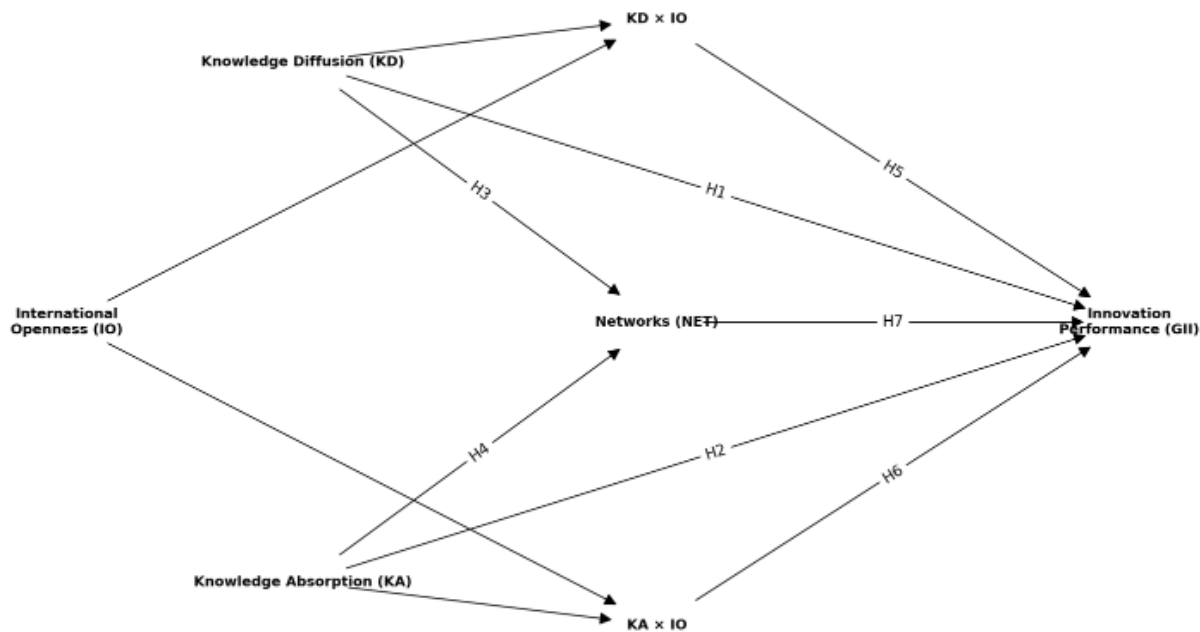 KD × IO
Knowledge Diffusion (KD)
H5
H3
H1
International
Openness (IO)
Networks (NET)
H7
Innovation
Performance (GII)
H4
H2
H6
Knowledge Absorption (KA)
KA × IO